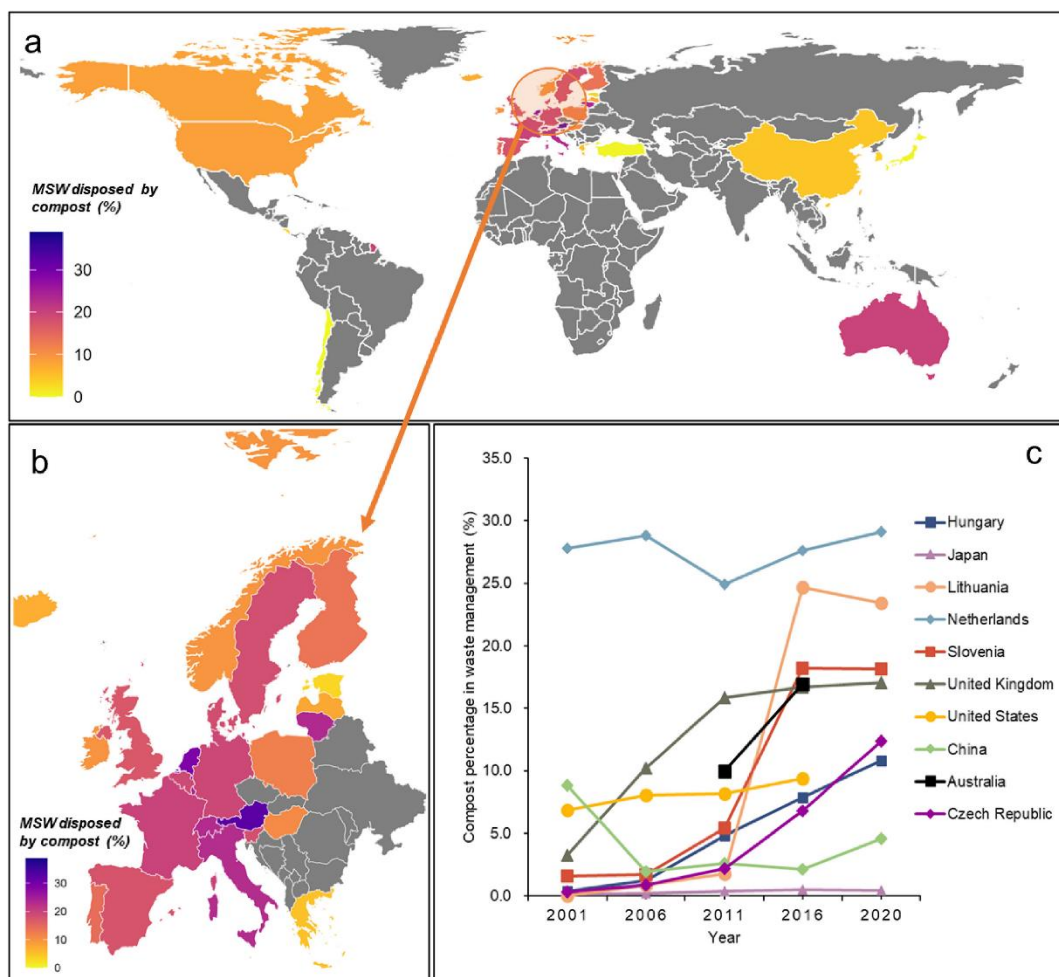 a
MSW disposed by
compost (%)
30
20
10
0
b
MSW disposed
by compost (%)
30
20
10
0
c
Compost percentage in waste management (%)
35.0
30.0
25.0
20.0
15.0
10.0
5.0
0.0
2001 2006 2011 2016 2020
Year
Hungary
Japan
Lithuania
Netherlands
Slovenia
United Kingdom
United States
China
Australia
Czech Republic